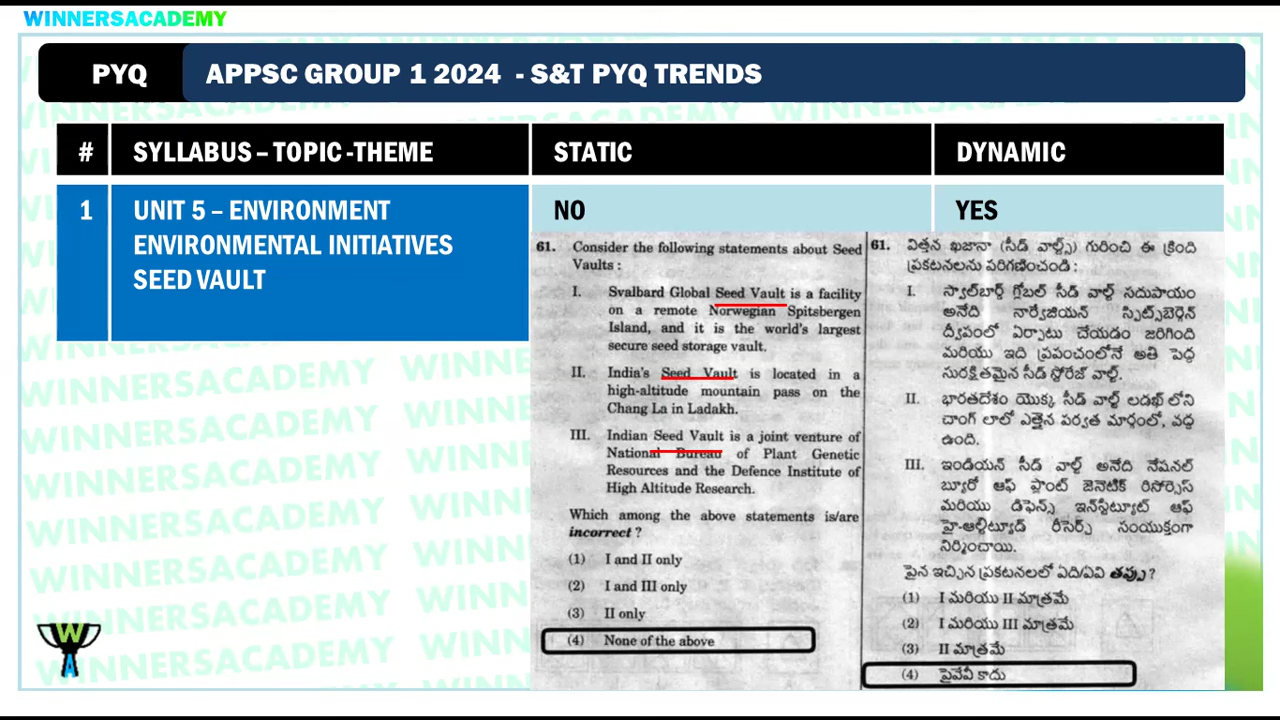 WINNERSACADEMY
PYQ
APPSC GROUP 1 2024 - S&T PYQ TRENDS
# SYLLABUS – TOPIC -THEME STATIC DYNAMIC
1 UNIT 5 – ENVIRONMENT NO YES
ENVIRONMENTAL INITIATIVES
SEED VAULT
61. Consider the following statements about Seed
Vaults :
I. Svalbard Global Seed Vault is a facility
on a remote Norwegian Spitsbergen
Island, and it is the world's largest
secure seed storage vault.
II. India's Seed Vault is located in a
high-altitude mountain pass on the
Chang La in Ladakh.
III. Indian Seed Vault is a joint venture of
National Bureau of Plant Genetic
Resources and the Defence Institute of
High Altitude Research.
Which among the above statements is/are
incorrect ?
(1) I and II only
(2) I and III only
(3) II only
(4) None of the above
61. విత్తన ఖజానా (సీడ్ వాల్ట్స్) గురించి ఈ క్రింది
ప్రకటనలను పరిగణించండి :
I. స్వాల్‌బార్డ్ గ్లోబల్ సీడ్ వాల్ట్ సదుపాయం
అనేది నార్వేజియన్ స్పిట్స్‌బెర్గెన్
ద్వీపంలో ఏర్పాటు చేయడం జరిగింది
మరియు ఇది ప్రపంచంలోనే అతి పెద్ద
సురక్షితమైన సీడ్ స్టోరేజ్ వాల్ట్.
II. భారతదేశం యొక్క సీడ్ వాల్ట్ లడఖ్ లోని
చాంగ్ లాలో ఎత్తైన పర్వత మార్గంలో, వద్ద
ఉంది.
III. ఇండియన్ సీడ్ వాల్ట్ అనేది నేషనల్
బ్యూరో ఆఫ్ ప్లాంట్ జెనెటిక్ రిసోర్సెస్
మరియు డిఫెన్స్ ఇన్‌స్టిట్యూట్ ఆఫ్
హై-ఆల్టిట్యూడ్ రీసెర్చ్ సంయుక్తంగా
నిర్మించాయి.
పైన ఇచ్చిన ప్రకటనలలో ఏది/ఏవి తప్పు ?
(1) I మరియు II మాత్రమే
(2) I మరియు III మాత్రమే
(3) II మాత్రమే
(4) పైవేవీ కాదు